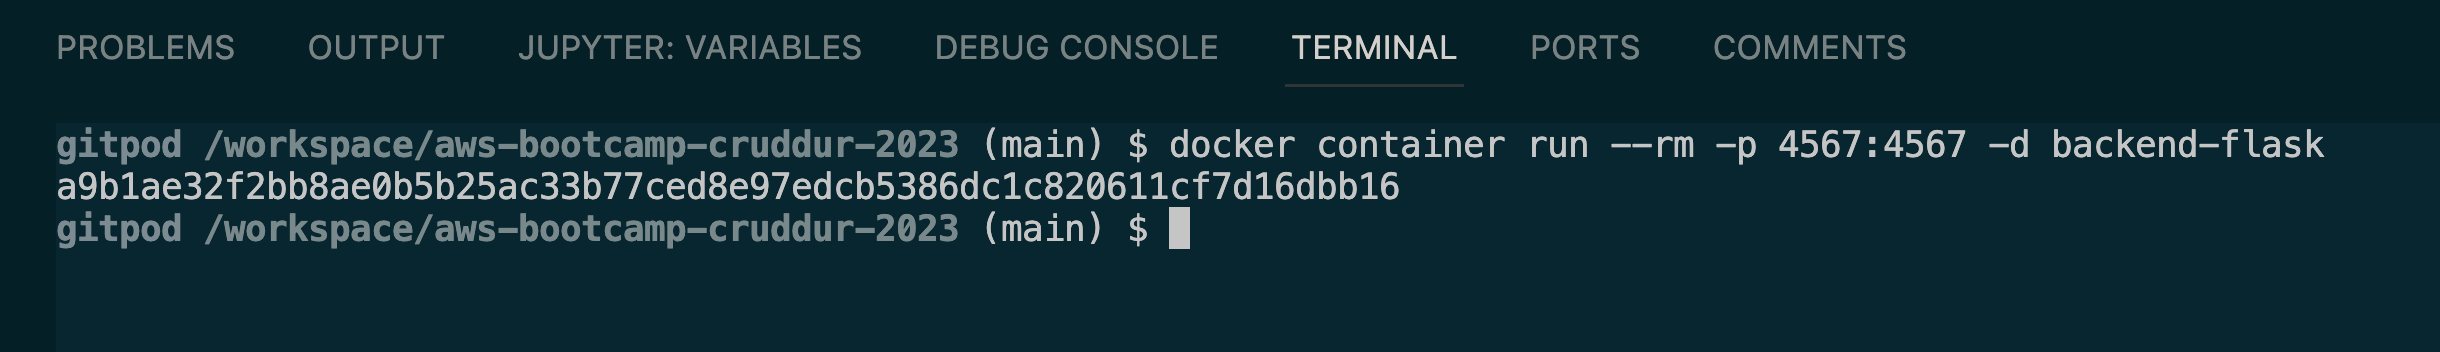 PROBLEMS OUTPUT JUPYTER: VARIABLES DEBUG CONSOLE TERMINAL PORTS COMMENTS
gitpod /workspace/aws-bootcamp-cruddur-2023 (main) $ docker container run --rm -p 4567:4567 -d backend-flask
a9b1ae32f2bb8ae0b5b25ac33b77ced8e97edcb5386dc1c820611cf7d16dbb16
gitpod /workspace/aws-bootcamp-cruddur-2023 (main) $